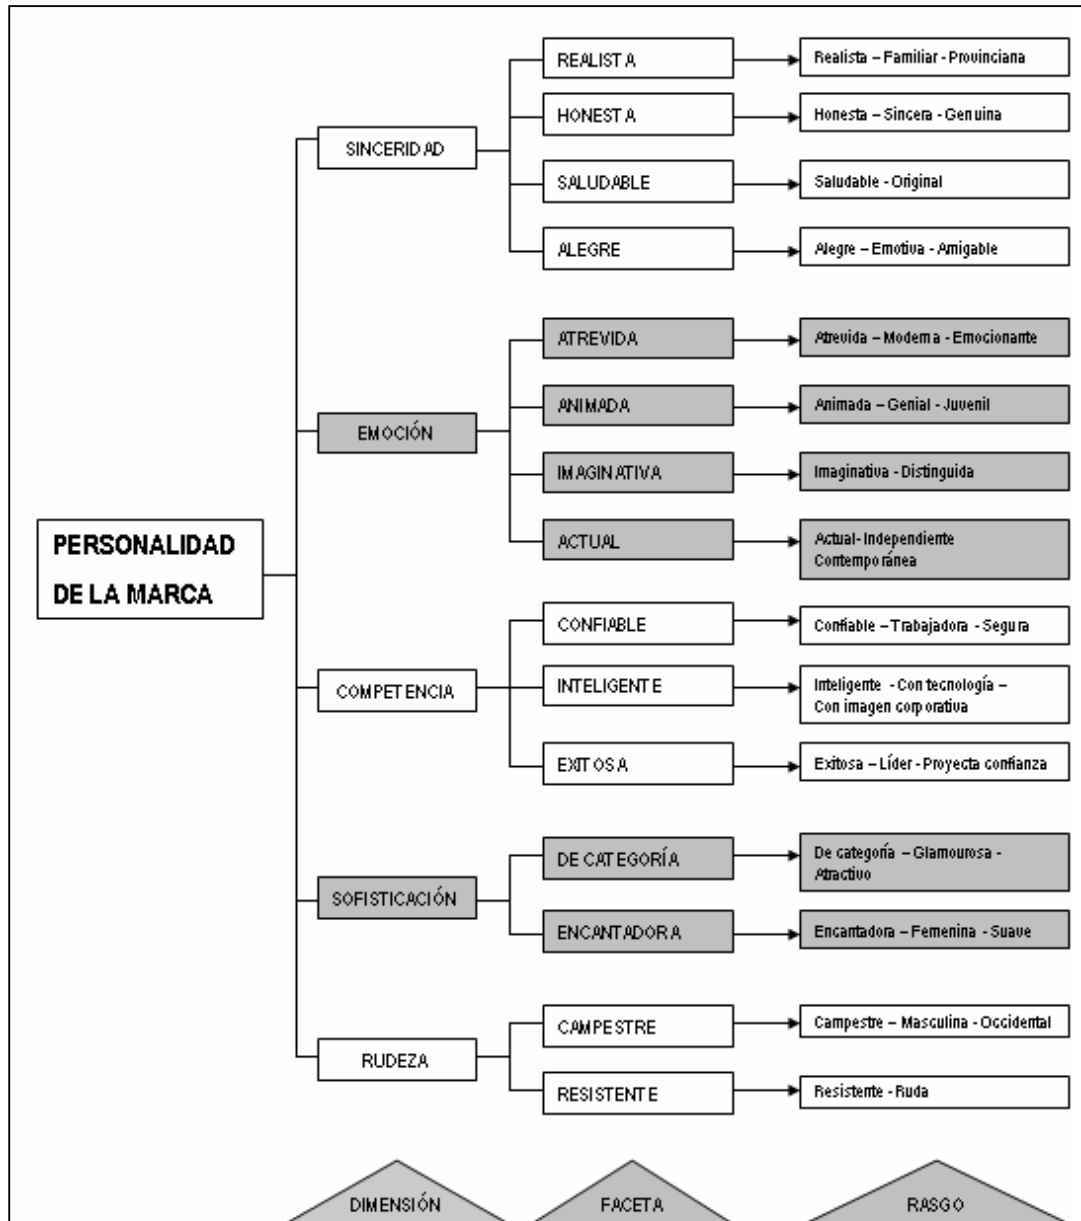 REALISTA
Realista – Familiar - Provinciana
HONESTA
Honesta – Sincera - Genuina
SINCERIDAD
SALUDABLE
Saludable - Original
ALEGRE
Alegre – Emotiva - Amigable
ATREVIDA
Atrevida – Moderna - Emocionante
ANIMADA
Animada – Genial - Juvenil
EMOCIÓN
IMAGINATIVA
Imaginativa - Distinguida
ACTUAL
Actual- Independiente
Contemporánea
PERSONALIDAD
DE LA MARCA
CONFIABLE
Confiable – Trabajadora - Segura
COMPETENCIA
INTELIGENTE
Inteligente - Con tecnología –
Con imagen corporativa
EXITOSA
Exitosa – Líder - Proyecta confianza
DE CATEGORÍA
De categoría – Glamourosa -
Atractivo
SOFISTICACIÓN
ENCANTADORA
Encantadora – Femenina - Suave
CAMPESTRE
Campestre – Masculina - Occidental
RUDEZA
RESISTENTE
Resistente - Ruda
DIMENSIÓN
FACETA
RASGO